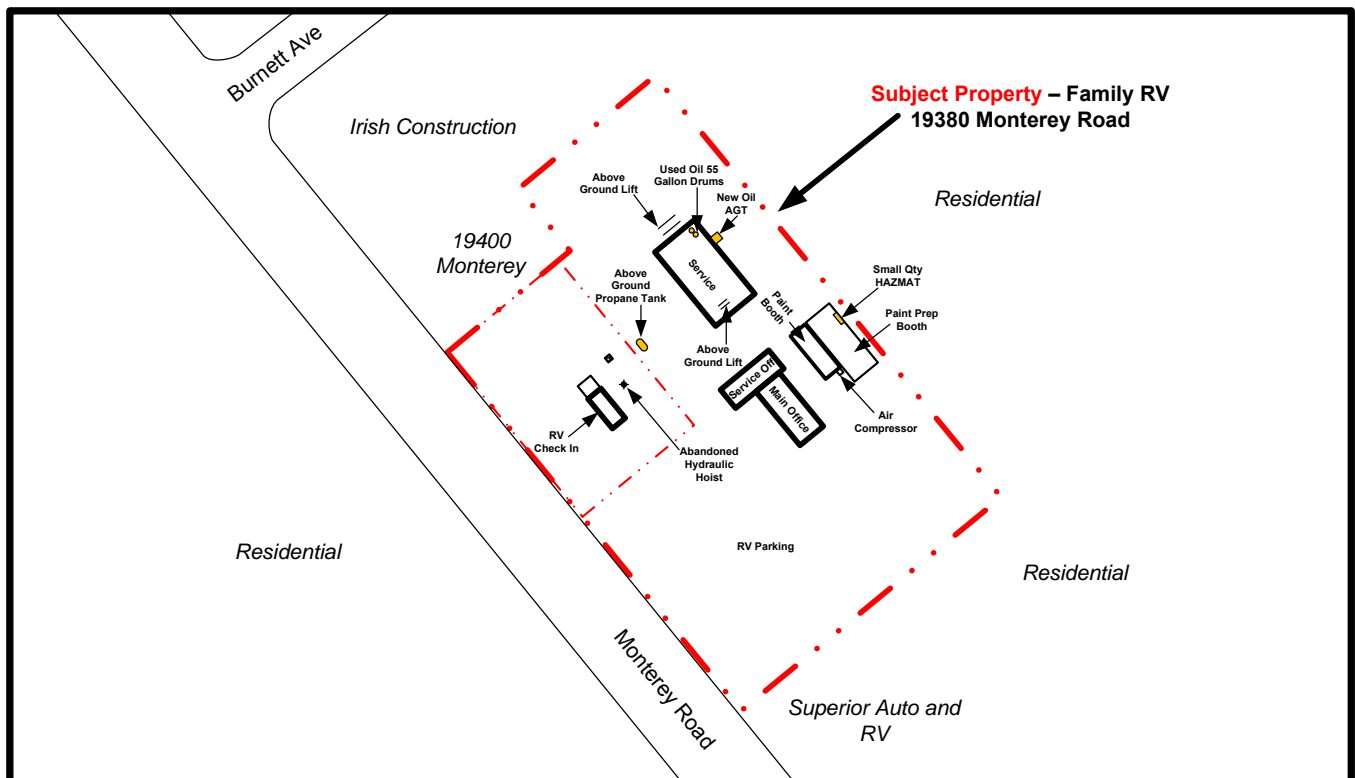 Burnett Ave
Irish Construction
Subject Property – Family RV
19380 Monterey Road
Residential
Above
Ground Lift
Used Oil 55
Gallon Drums
New Oil
AGT
19400
Monterey
Service
Above
Ground
Propane Tank
Small Qty
HAZMAT
Paint
Booth
Paint Prep
Booth
Above
Ground Lift
Service Off
Main Office
Air
Compressor
RV
Check In
Abandoned
Hydraulic
Hoist
Residential
RV Parking
Residential
Monterey Road
Superior Auto and
RV